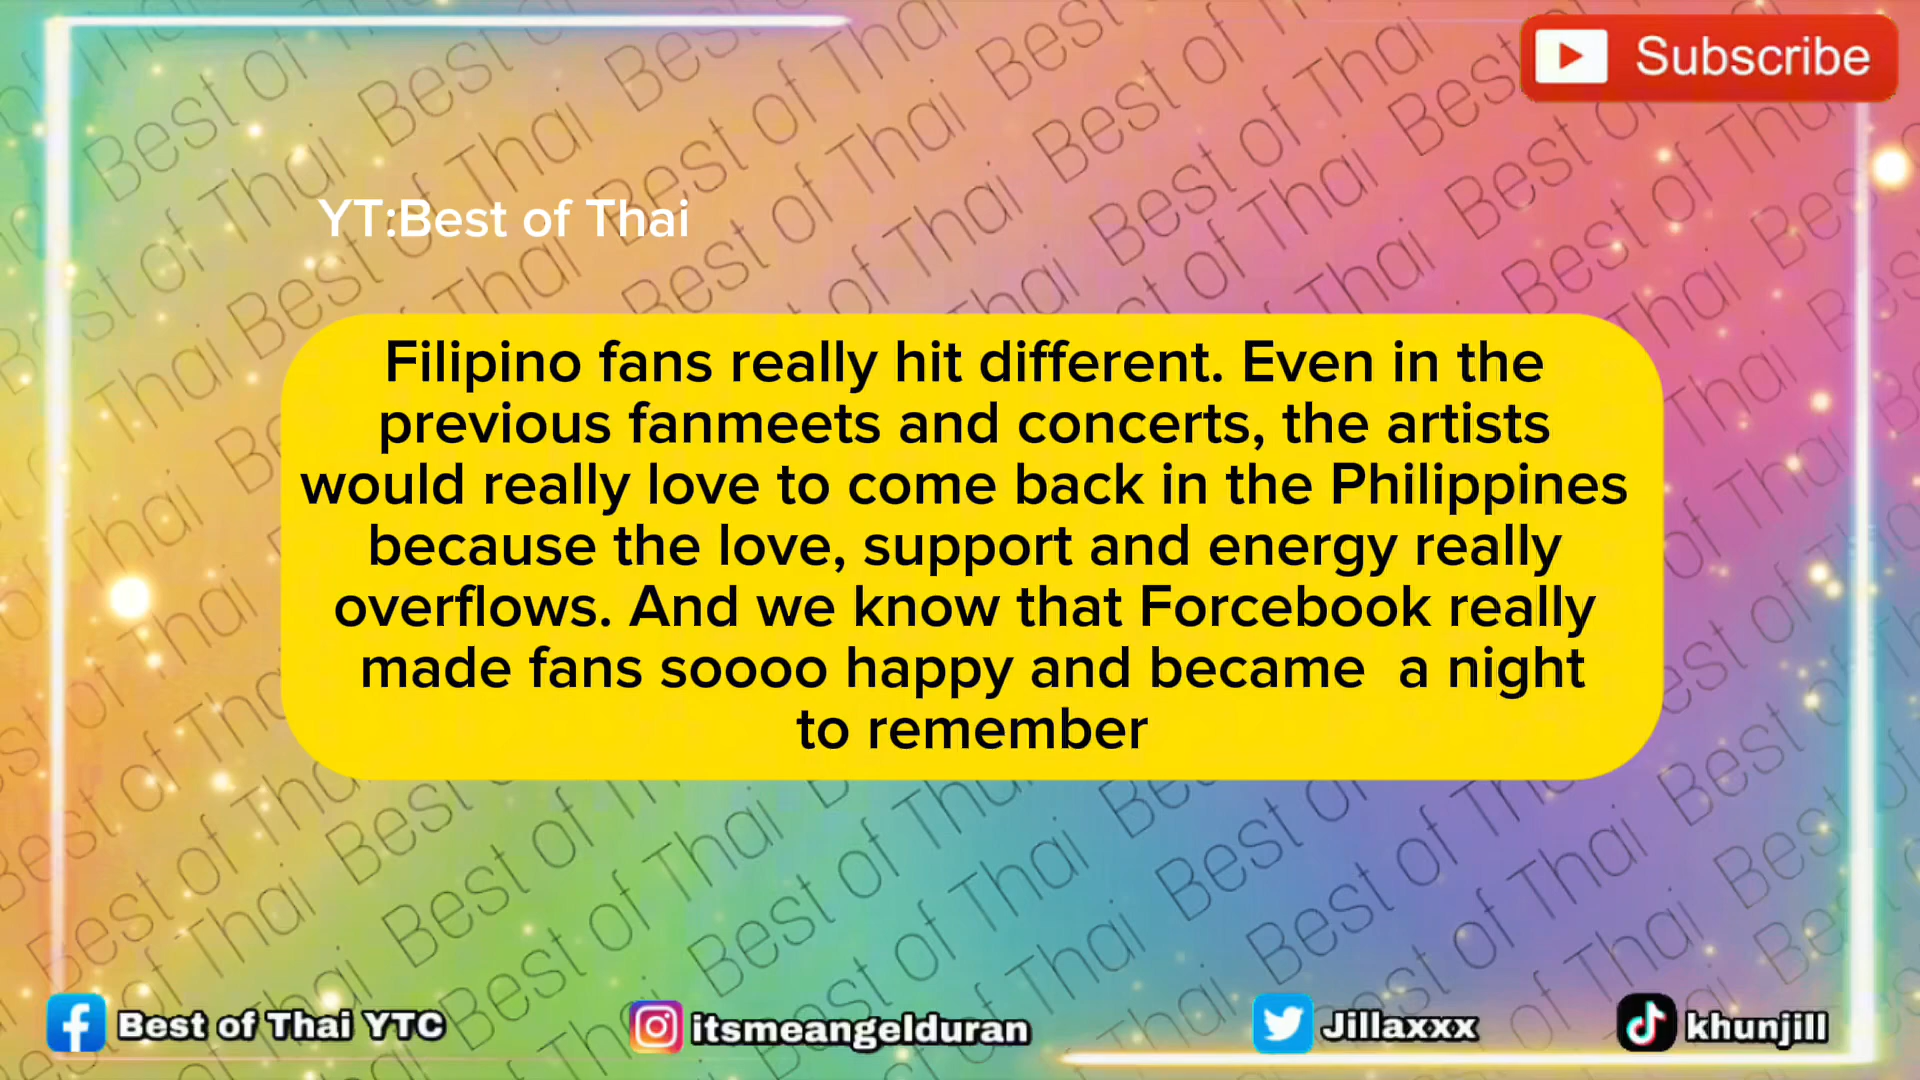 Subscribe
YT:Best of Thai
Filipino fans really hit different. Even in the
previous fanmeets and concerts, the artists
would really love to come back in the Philippines
because the love, support and energy really
overflows. And we know that Forcebook really
made fans soooo happy and became  a night
to remember
Best of Thai YTC
itsmeangelduran
Jillaxxx
khunjill